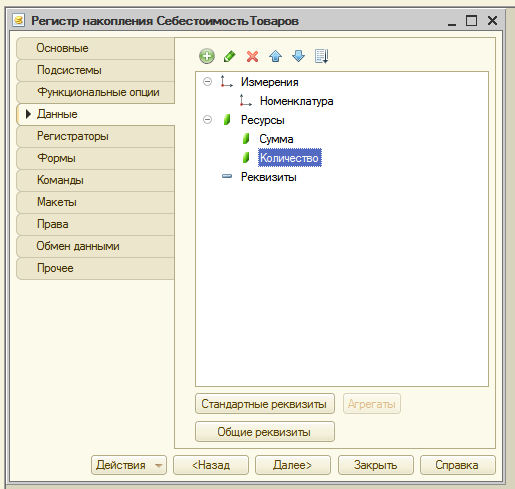 Регистр накопления СебестоимостьТоваров
Основные
Подсистемы
Функциональные опции
Данные
Регистраторы
Формы
Команды
Макеты
Права
Обмен данными
Прочее
Измерения
Номенклатура
Ресурсы
Сумма
Количество
Реквизиты
Стандартные реквизиты
Агрегаты
Общие реквизиты
Действия
<Назад
Далее>
Закрыть
Справка